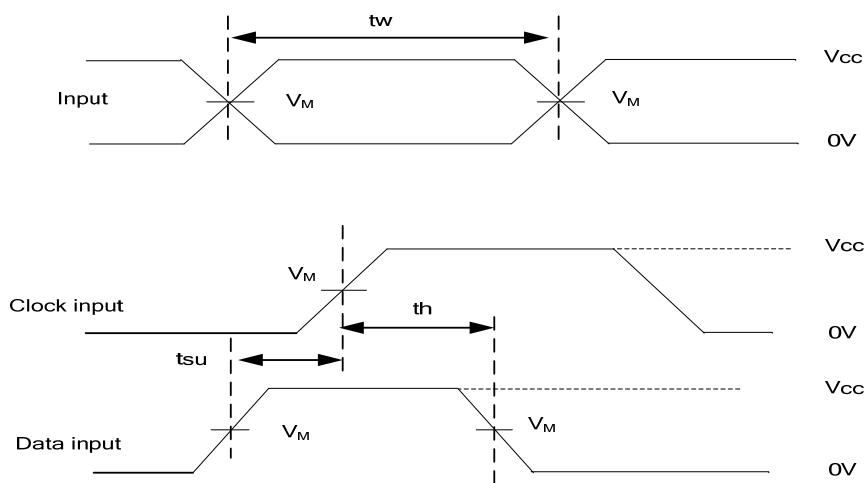 tw
Vcc
Input
VM
VM
0V
Vcc
VM
Clock input
th
0V
tsu
Vcc
VM
VM
Data input
0V